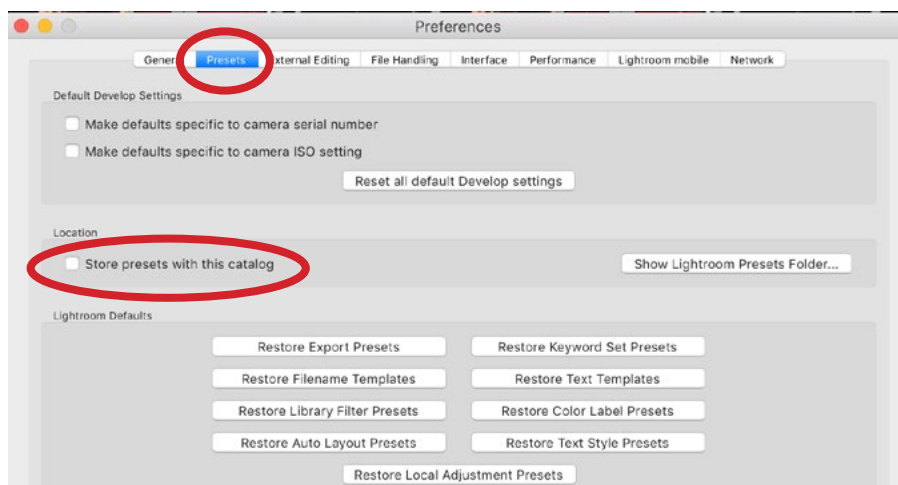 Preferences
Gener Presets xternal Editing File Handling Interface Performance Lightroom mobile Network
Default Develop Settings
Make defaults specific to camera serial number
Make defaults specific to camera ISO setting
Reset all default Develop settings
Location
Store presets with this catalog Show Lightroom Presets Folder...
Lightroom Defaults
Restore Export Presets Restore Keyword Set Presets
Restore Filename Templates Restore Text Templates
Restore Library Filter Presets Restore Color Label Presets
Restore Auto Layout Presets Restore Text Style Presets
Restore Local Adjustment Presets